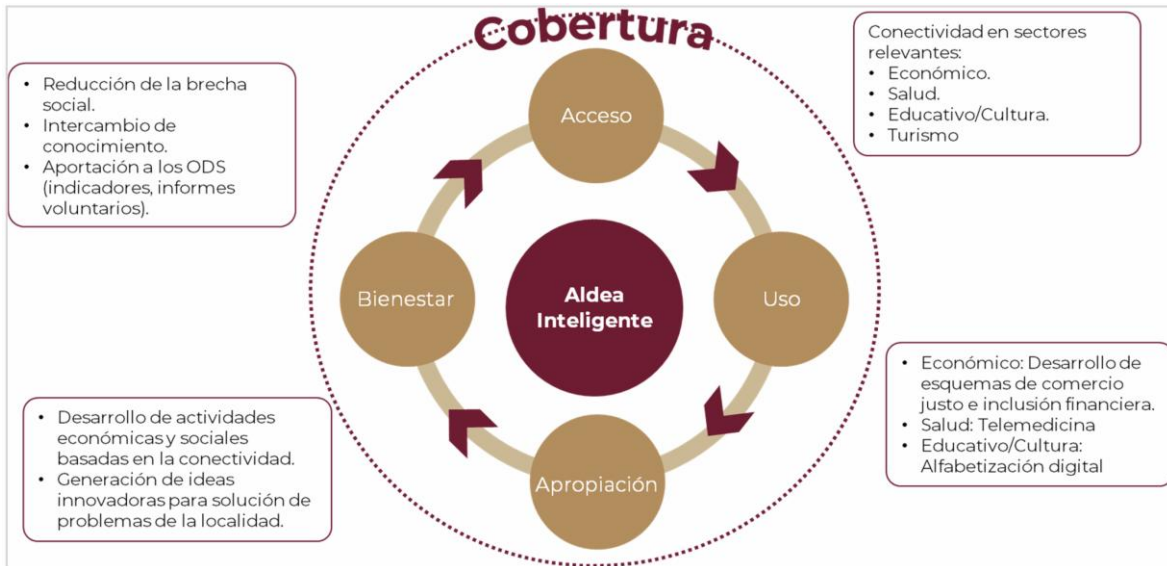 Cobertura
Conectividad en sectores
relevantes:
• Económico.
• Salud.
• Educativo/Cultura.
• Turismo
• Reducción de la brecha
social.
• Intercambio de
conocimiento.
• Aportación a los ODS
(indicadores, informes
voluntarios).
Acceso
Bienestar
Aldea
Inteligente
Uso
Apropiación
• Económico: Desarrollo de
esquemas de comercio
justo e inclusión financiera.
• Salud: Telemedicina
• Educativo/Cultura:
Alfabetización digital
• Desarrollo de actividades
económicas y sociales
basadas en la conectividad.
• Generación de ideas
innovadoras para solución de
problemas de la localidad.